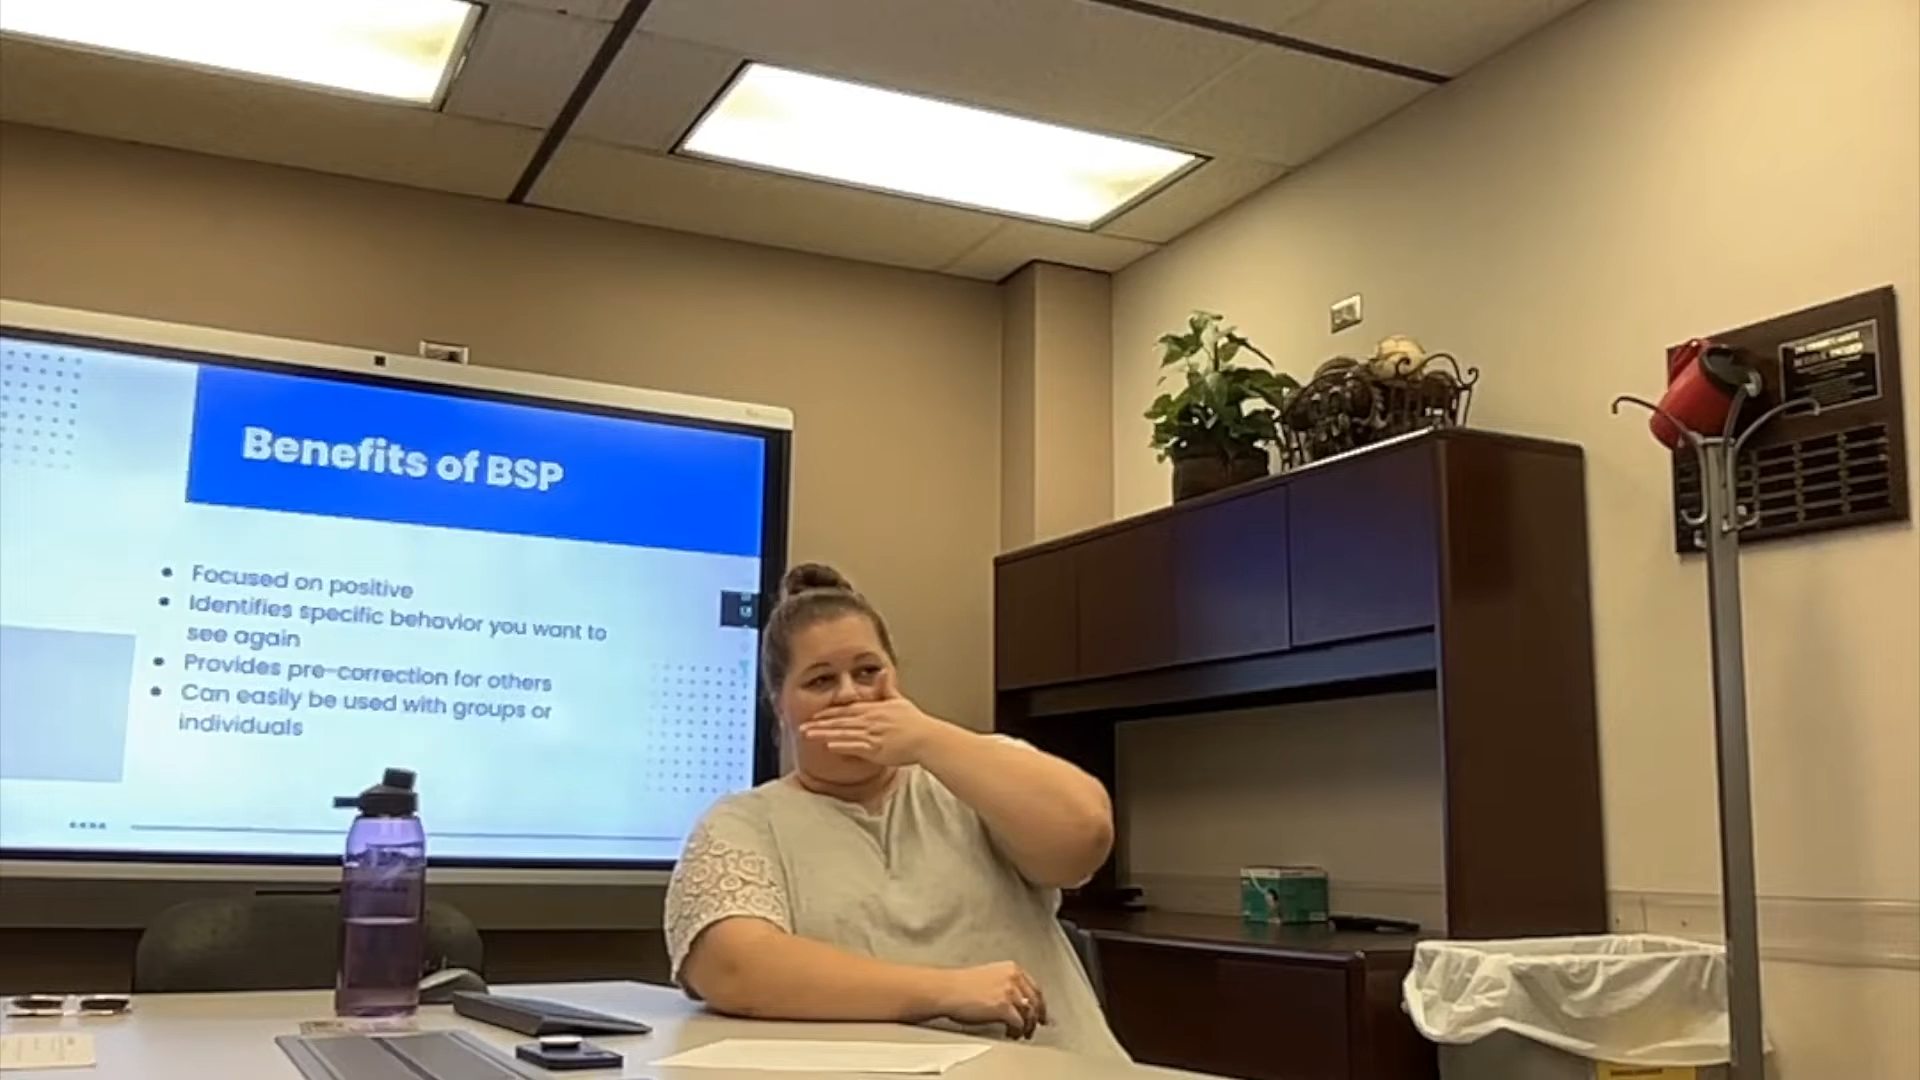 Benefits of BSP
Focused on positive
Identifies specific behavior you want to
see again
Provides pre-correction for others
Can easily be used with groups or
individuals